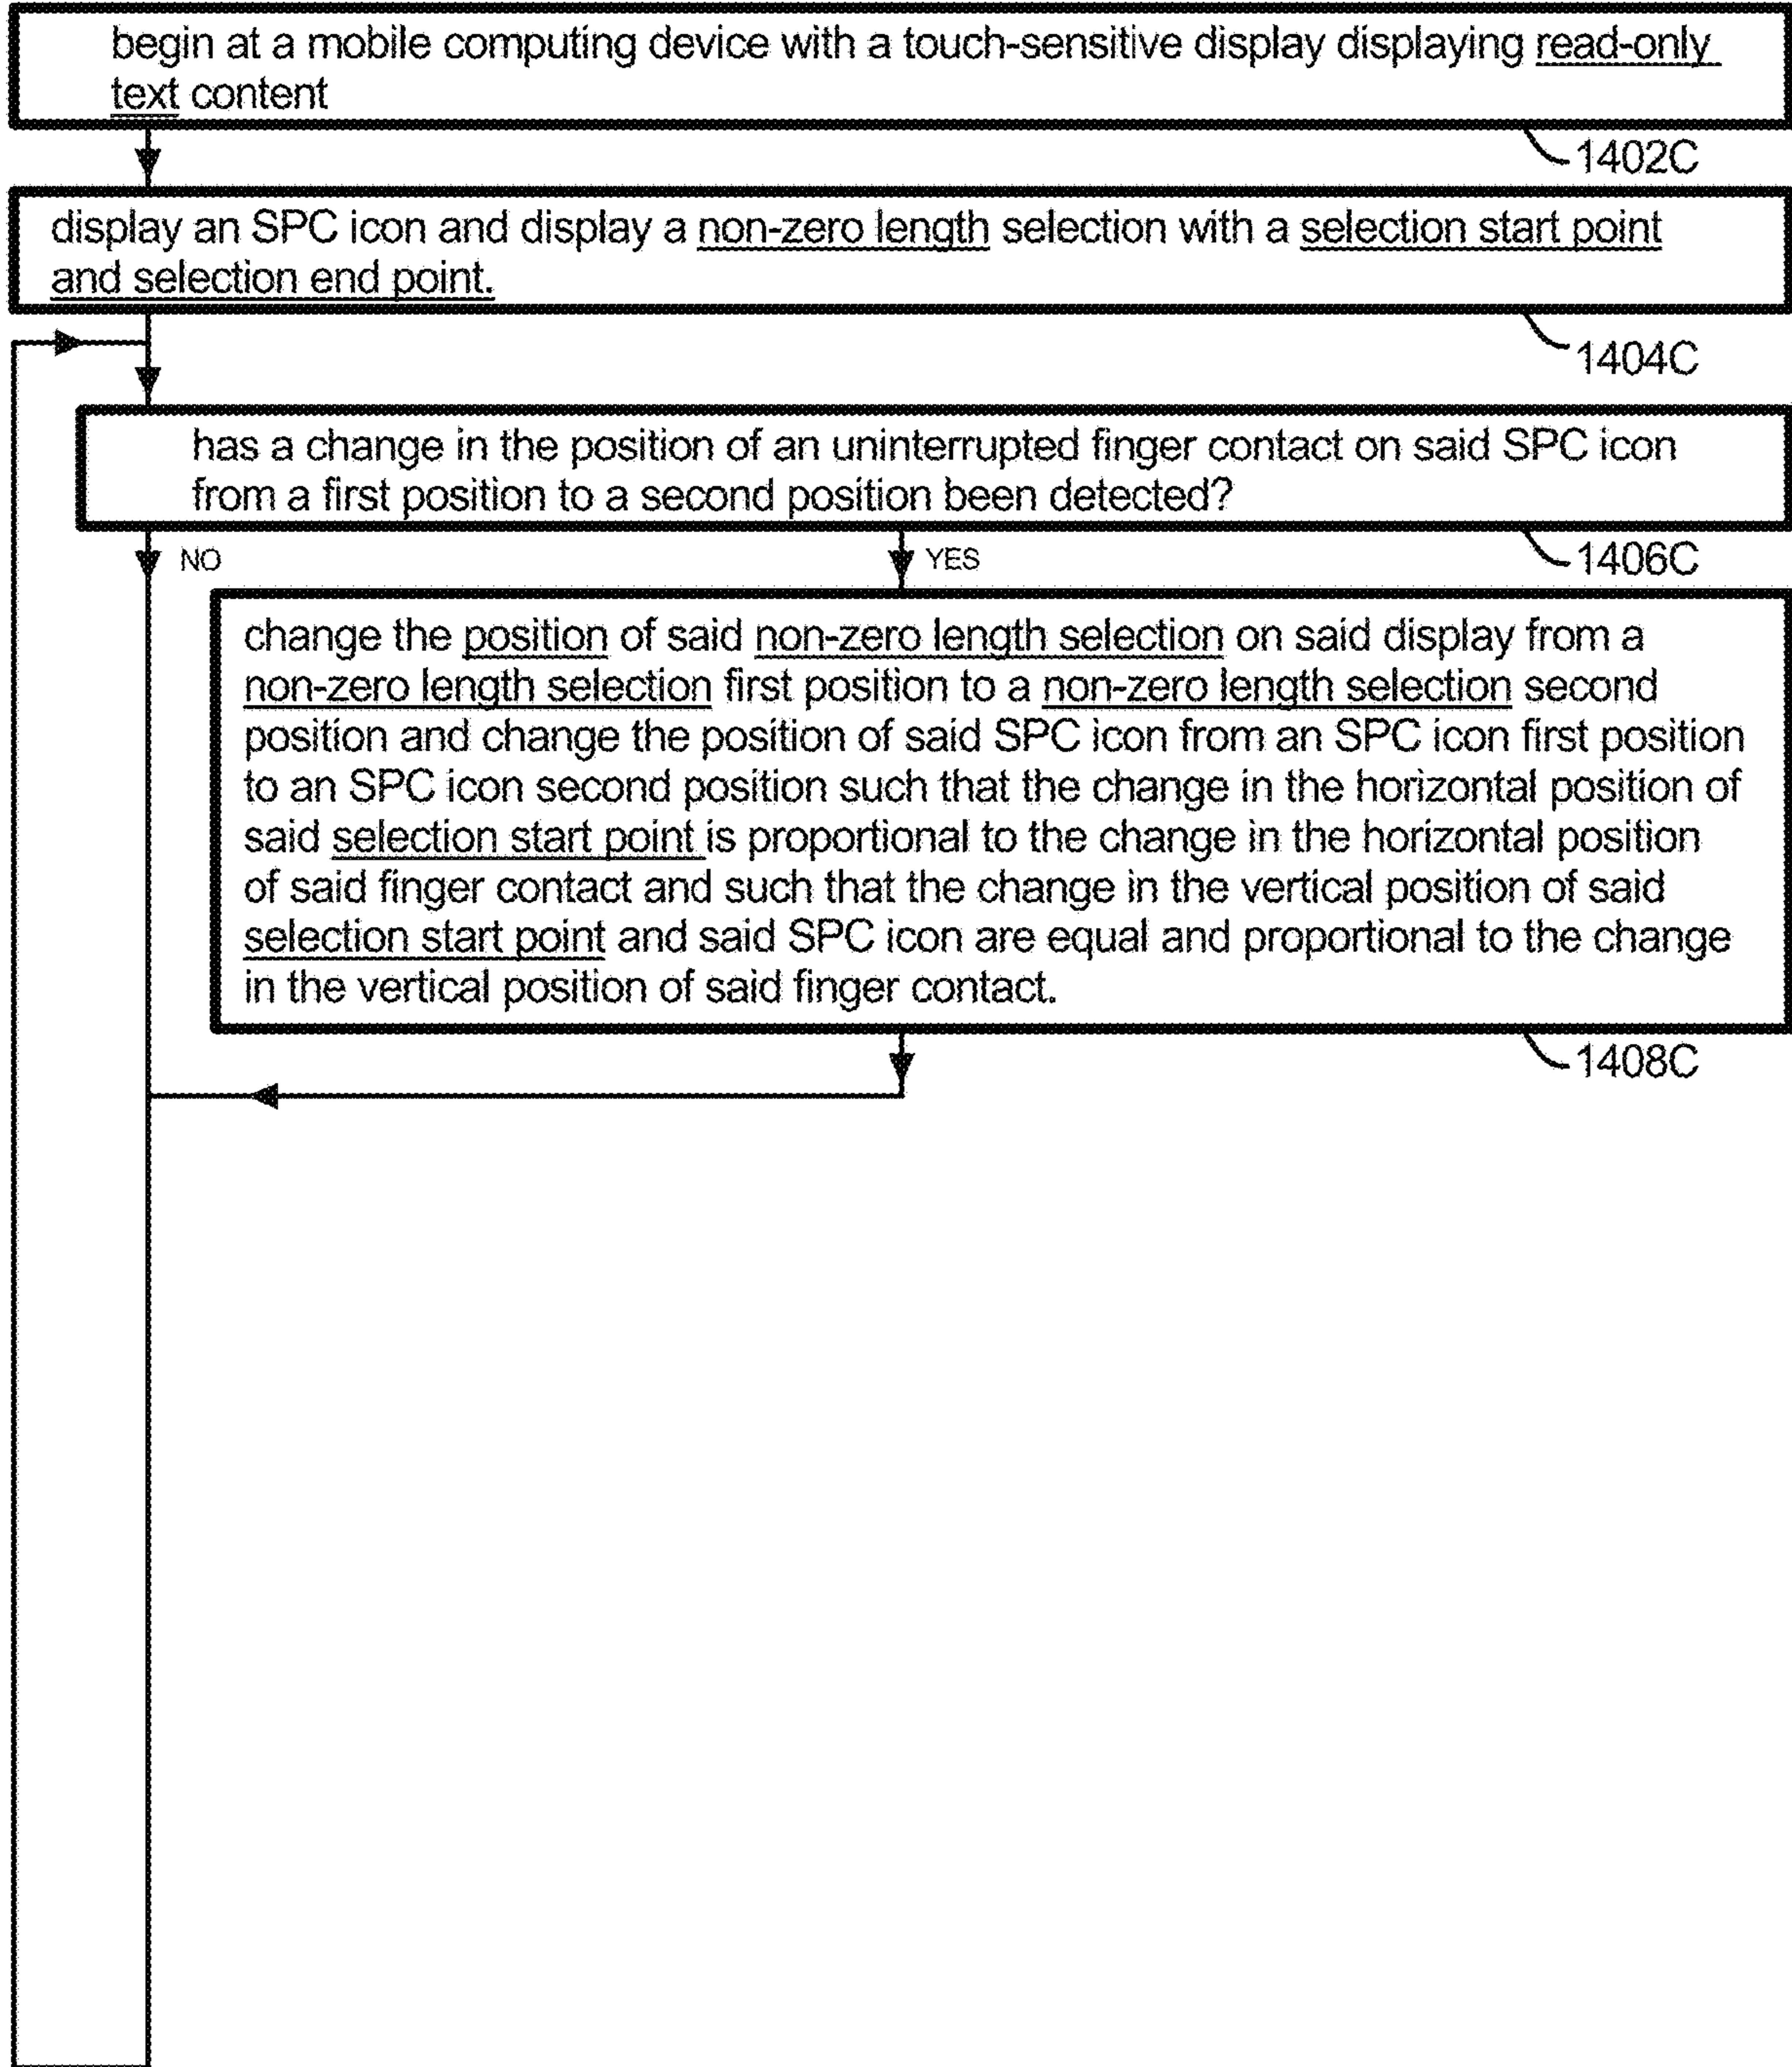 begin at a mobile computing device with a touch-sensitive display displaying read-only
text content
1402C
display an SPC icon and display a non-zero length selection with a selection start point
and selection end point.
1404C
has a change in the position of an uninterrupted finger contact on said SPC icon
from a first position to a second position been detected?
1406C
NO
YES
change the position of said non-zero length selection on said display from a
non-zero length selection first position to a non-zero length selection second
position and change the position of said SPC icon from an SPC icon first position
to an SPC icon second position such that the change in the horizontal position of
said selection start point is proportional to the change in the horizontal position
of said finger contact and such that the change in the vertical position of said
selection start point and said SPC icon are equal and proportional to the change
in the vertical position of said finger contact.
1408C